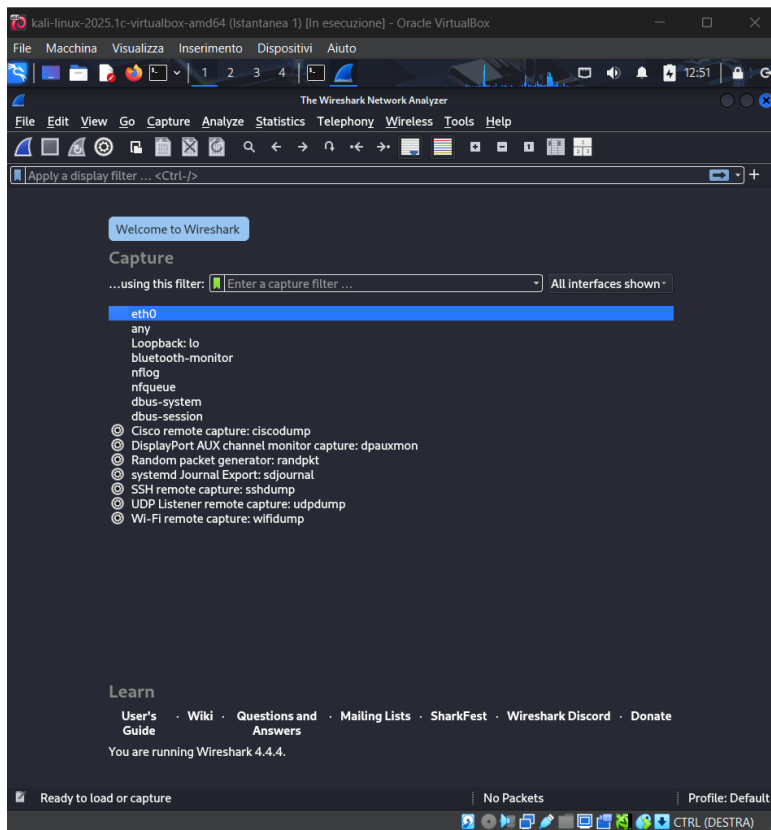 kali-linux-2025.1c-virtualbox-amd64 (Istantanea 1) [In esecuzione] - Oracle VirtualBox
File Macchina Visualizza Inserimento Dispositivi Aiuto
1 2 3 4 12:51
The Wireshark Network Analyzer
File Edit View Go Capture Analyze Statistics Telephony Wireless Tools Help
Apply a display filter ... <Ctrl-/>
Welcome to Wireshark
Capture
...using this filter: Enter a capture filter ... All interfaces shown
eth0
any
Loopback: lo
bluetooth-monitor
nflog
nfqueue
dbus-system
dbus-session
Cisco remote capture: ciscodump
DisplayPort AUX channel monitor capture: dpauxmon
Random packet generator: randpkt
systemd Journal Export: sdjournal
SSH remote capture: sshdump
UDP Listener remote capture: udpdump
Wi-Fi remote capture: wifidump
Learn
User's Guide · Wiki · Questions and Answers · Mailing Lists · SharkFest · Wireshark Discord · Donate
You are running Wireshark 4.4.4.
Ready to load or capture No Packets Profile: Default
CTRL (DESTRA)